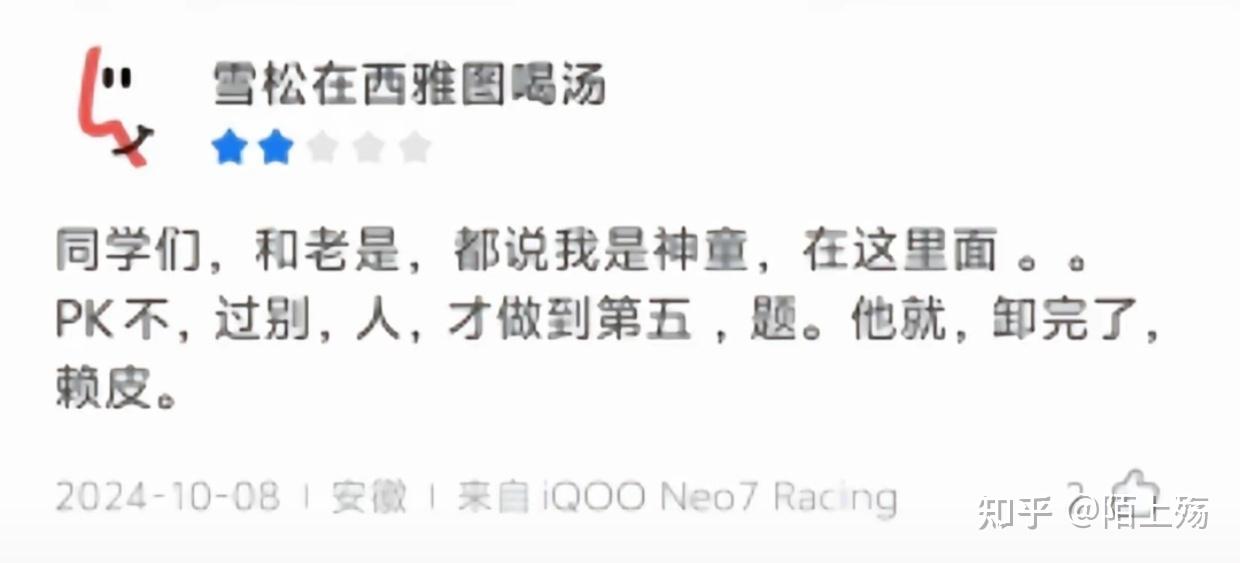 雪松在西雅图喝汤
同学们，和老是，都说我是神童，在这里面。。
PK不，过别，人，才做到第五，题。他就，卸完了，
赖皮。
2024-10-08 | 安徽 | 来自 iQOO Neo7 Racing
知乎 @陌上殇